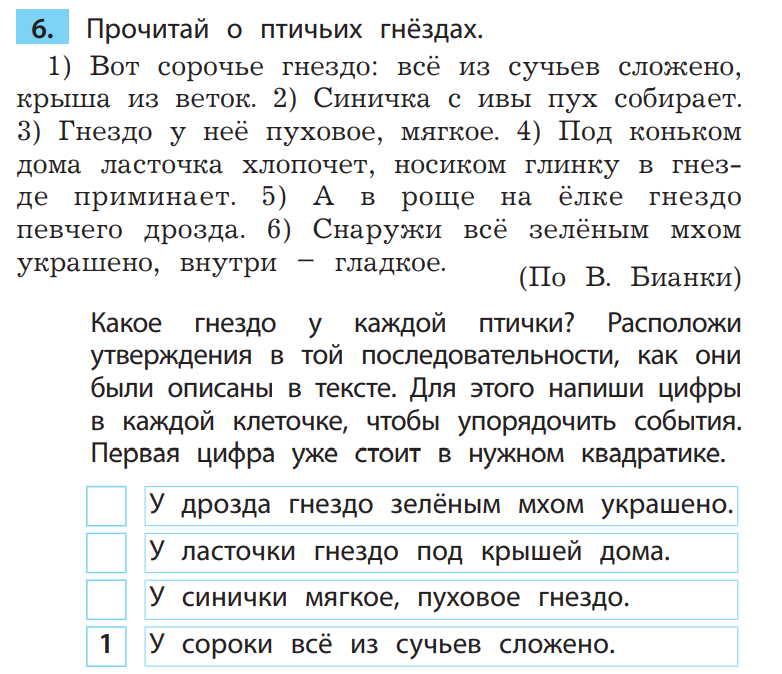 6. Прочитай о птичьих гнёздах.
1) Вот сорочье гнездо: всё из сучьев сложено,
крыша из веток. 2) Синичка с ивы пух собирает.
3) Гнездо у неё пуховое, мягкое. 4) Под коньком
дома ласточка хлопочет, носиком глинку в гнез-
де приминает. 5) А в роще на ёлке гнездо
певчего дрозда. 6) Снаружи всё зелёным мхом
украшено, внутри – гладкое.
(По В. Бианки)
Какое гнездо у каждой птички? Расположи
утверждения в той последовательности, как они
были описаны в тексте. Для этого напиши цифры
в каждой клеточке, чтобы упорядочить события.
Первая цифра уже стоит в нужном квадратике.
У дрозда гнездо зелёным мхом украшено.
У ласточки гнездо под крышей дома.
У синички мягкое, пуховое гнездо.
1 У сороки всё из сучьев сложено.